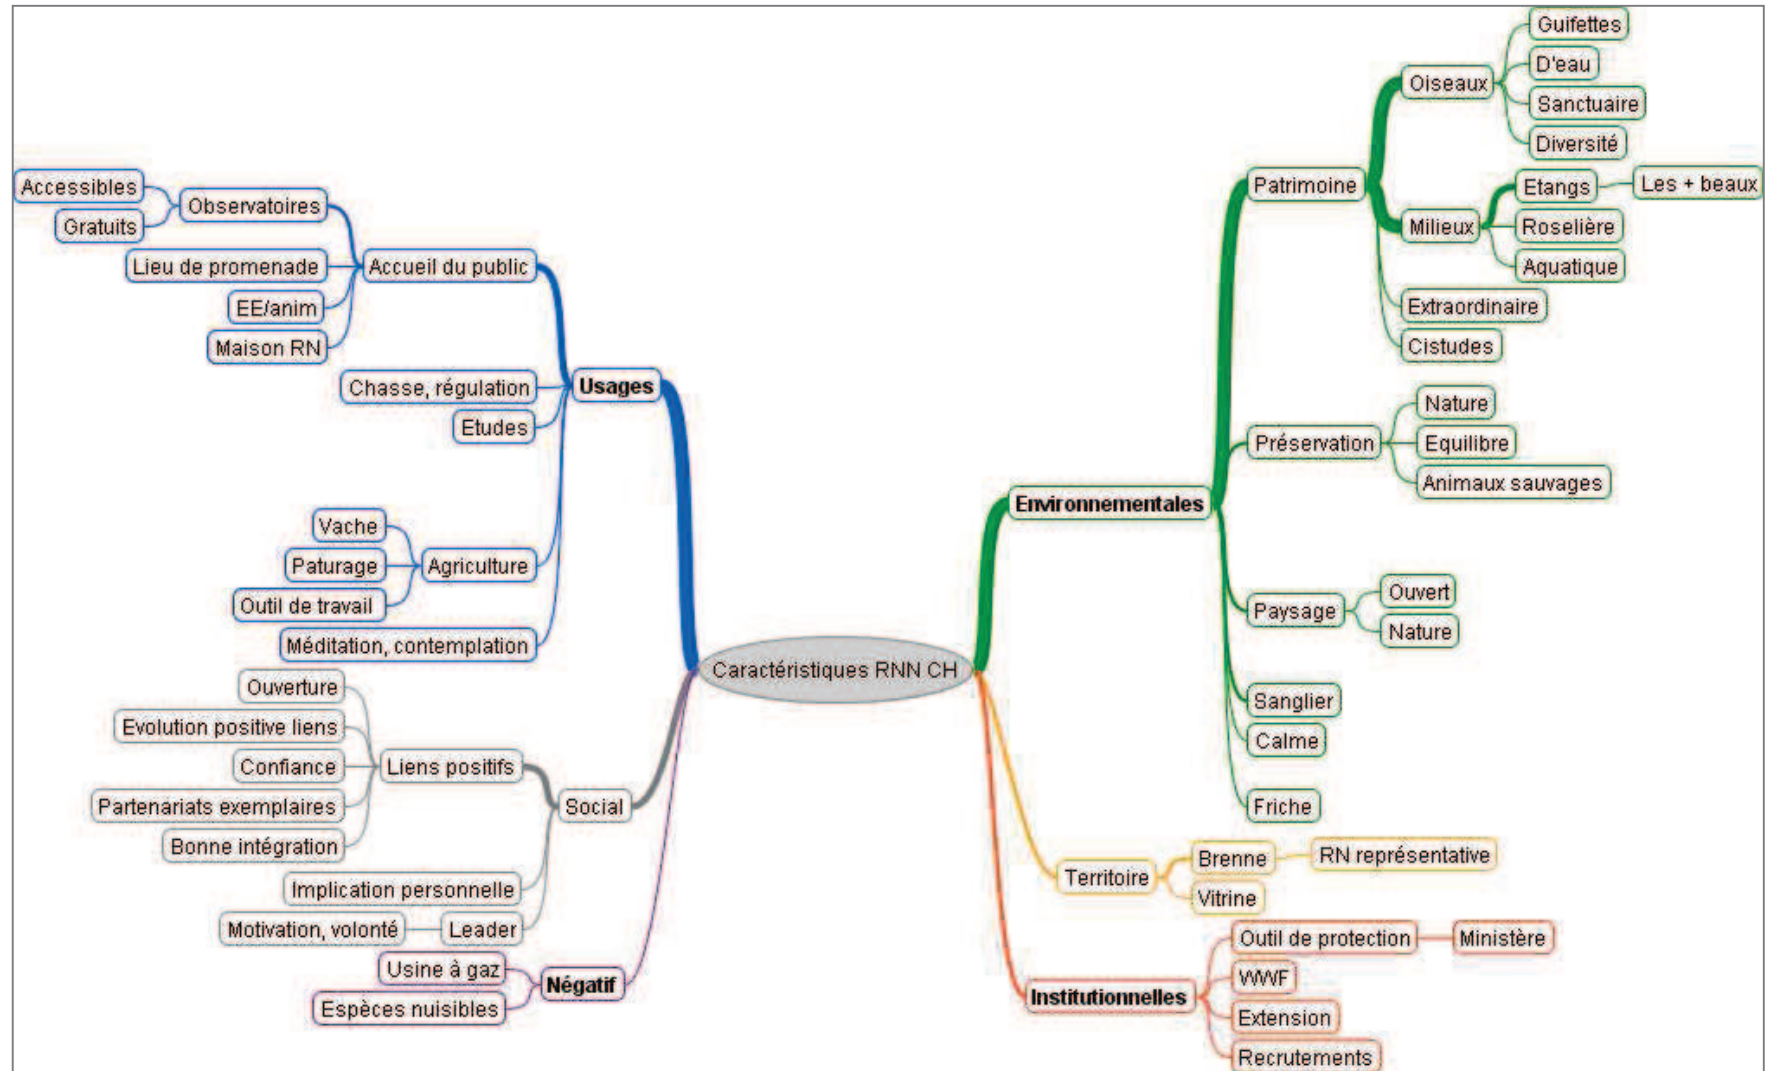 Caractéristiques RNN CH
Usages
Accueil du public
Observatoires
Accessibles
Gratuits
Lieu de promenade
EE/anim
Maison RN
Chasse, régulation
Etudes
Agriculture
Vache
Paturage
Outil de travail
Méditation, contemplation
Social
Liens positifs
Ouverture
Evolution positive liens
Confiance
Partenariats exemplaires
Bonne intégration
Implication personnelle
Leader
Motivation, volonté
Négatif
Usine à gaz
Espèces nuisibles
Environnementales
Patrimoine
Oiseaux
Guifettes
D'eau
Sanctuaire
Diversité
Milieux
Etangs
Les + beaux
Roselière
Aquatique
Extraordinaire
Cistudes
Préservation
Nature
Equilibre
Animaux sauvages
Paysage
Ouvert
Nature
Sanglier
Calme
Friche
Territoire
Brenne
RN représentative
Vitrine
Institutionnelles
Outil de protection
Ministère
WWF
Extension
Recrutements